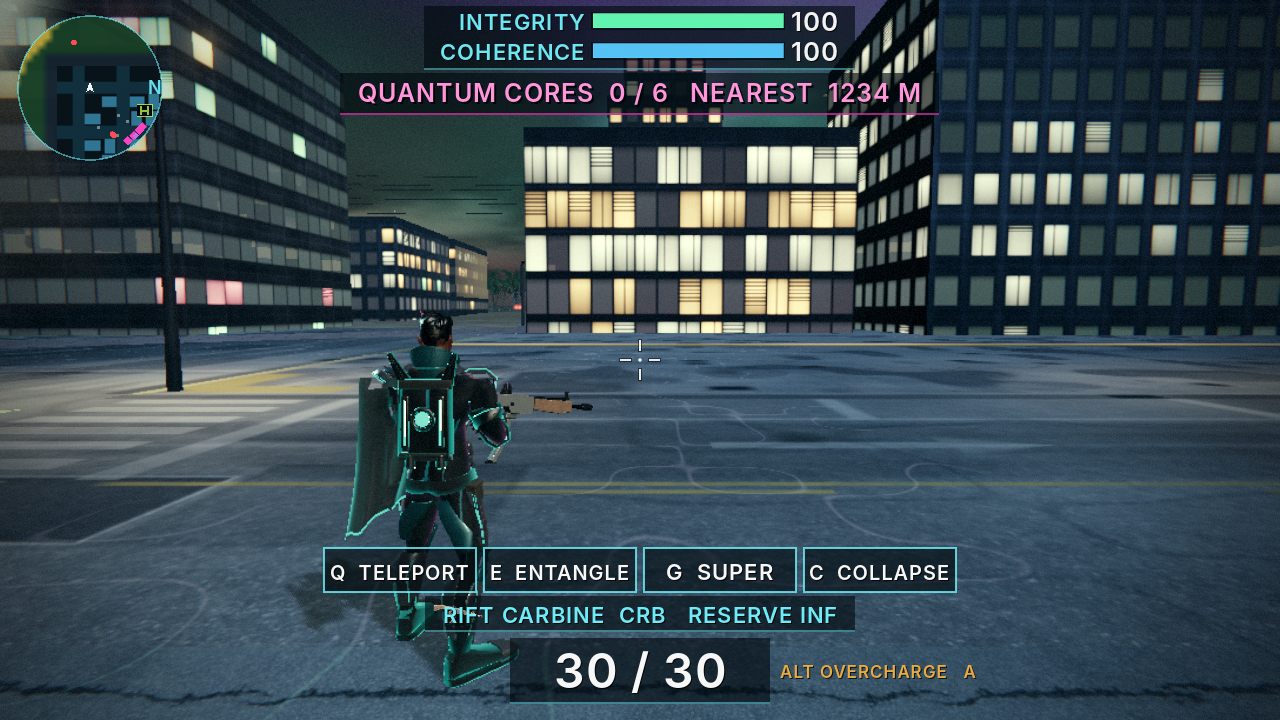 INTEGRITY 100
COHERENCE 100
QUANTUM CORES 0 / 6 NEAREST 1234 M
N
H
Q TELEPORT E ENTANGLE G SUPER C COLLAPSE
RIFT CARBINE CRB RESERVE INF
30 / 30 ALT OVERCHARGE A